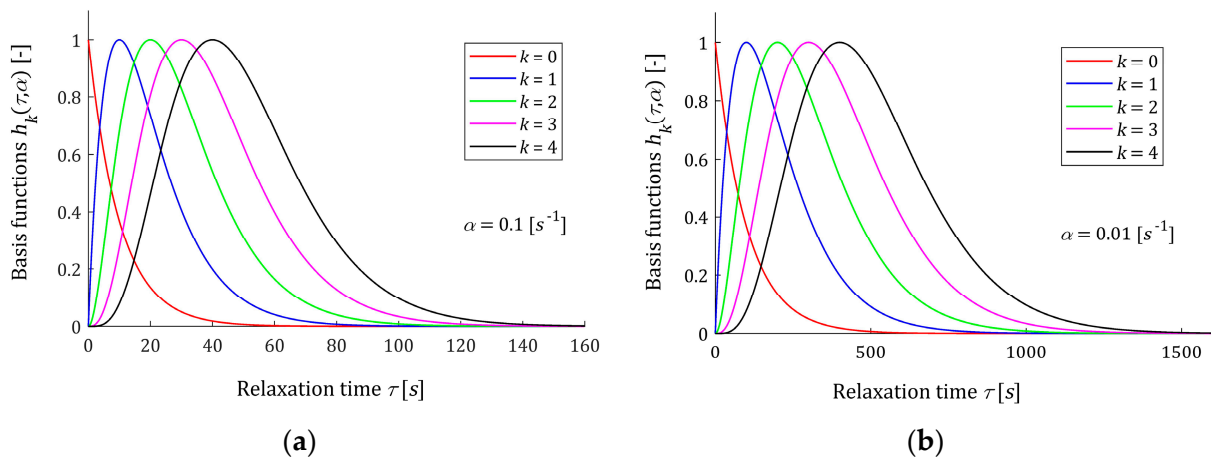 Basis functions h_k(τ,α) [-]
1
0.8
0.6
0.4
0.2
0
0 20 40 60 80 100 120 140 160
Relaxation time τ [s]
k = 0
k = 1
k = 2
k = 3
k = 4
α = 0.1 [s⁻¹]
(a)
Basis functions h_k(τ,α) [-]
1
0.8
0.6
0.4
0.2
0
0 500 1000 1500
Relaxation time τ [s]
k = 0
k = 1
k = 2
k = 3
k = 4
α = 0.01 [s⁻¹]
(b)